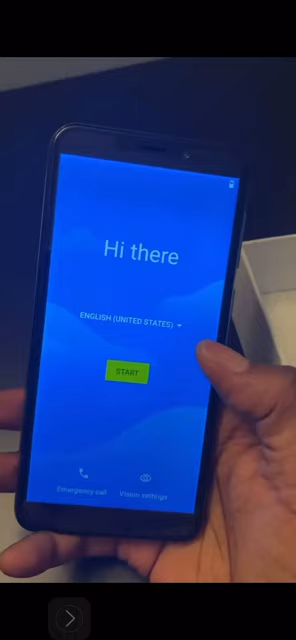 Hi there
ENGLISH (UNITED STATES)
START
Emergency call
Vision settings